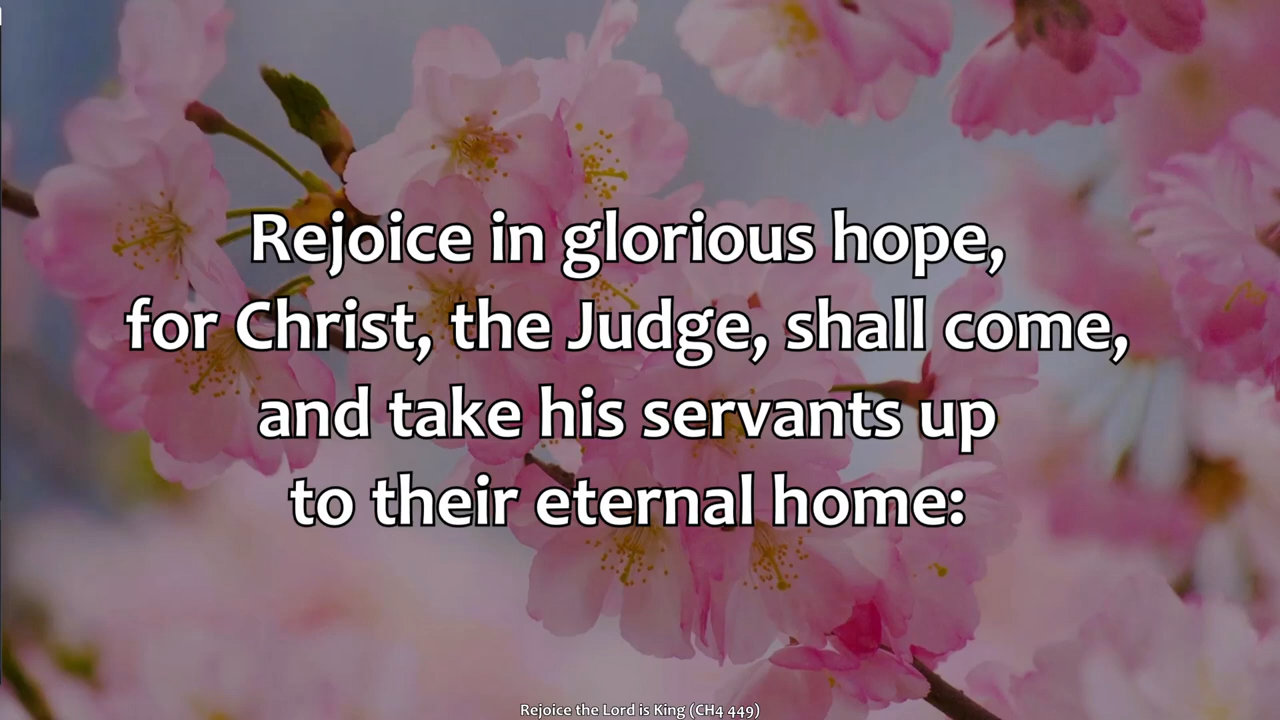 Rejoice in glorious hope,
for Christ, the Judge, shall come,
and take his servants up
to their eternal home:
Rejoice the Lord is King (CH4 449)